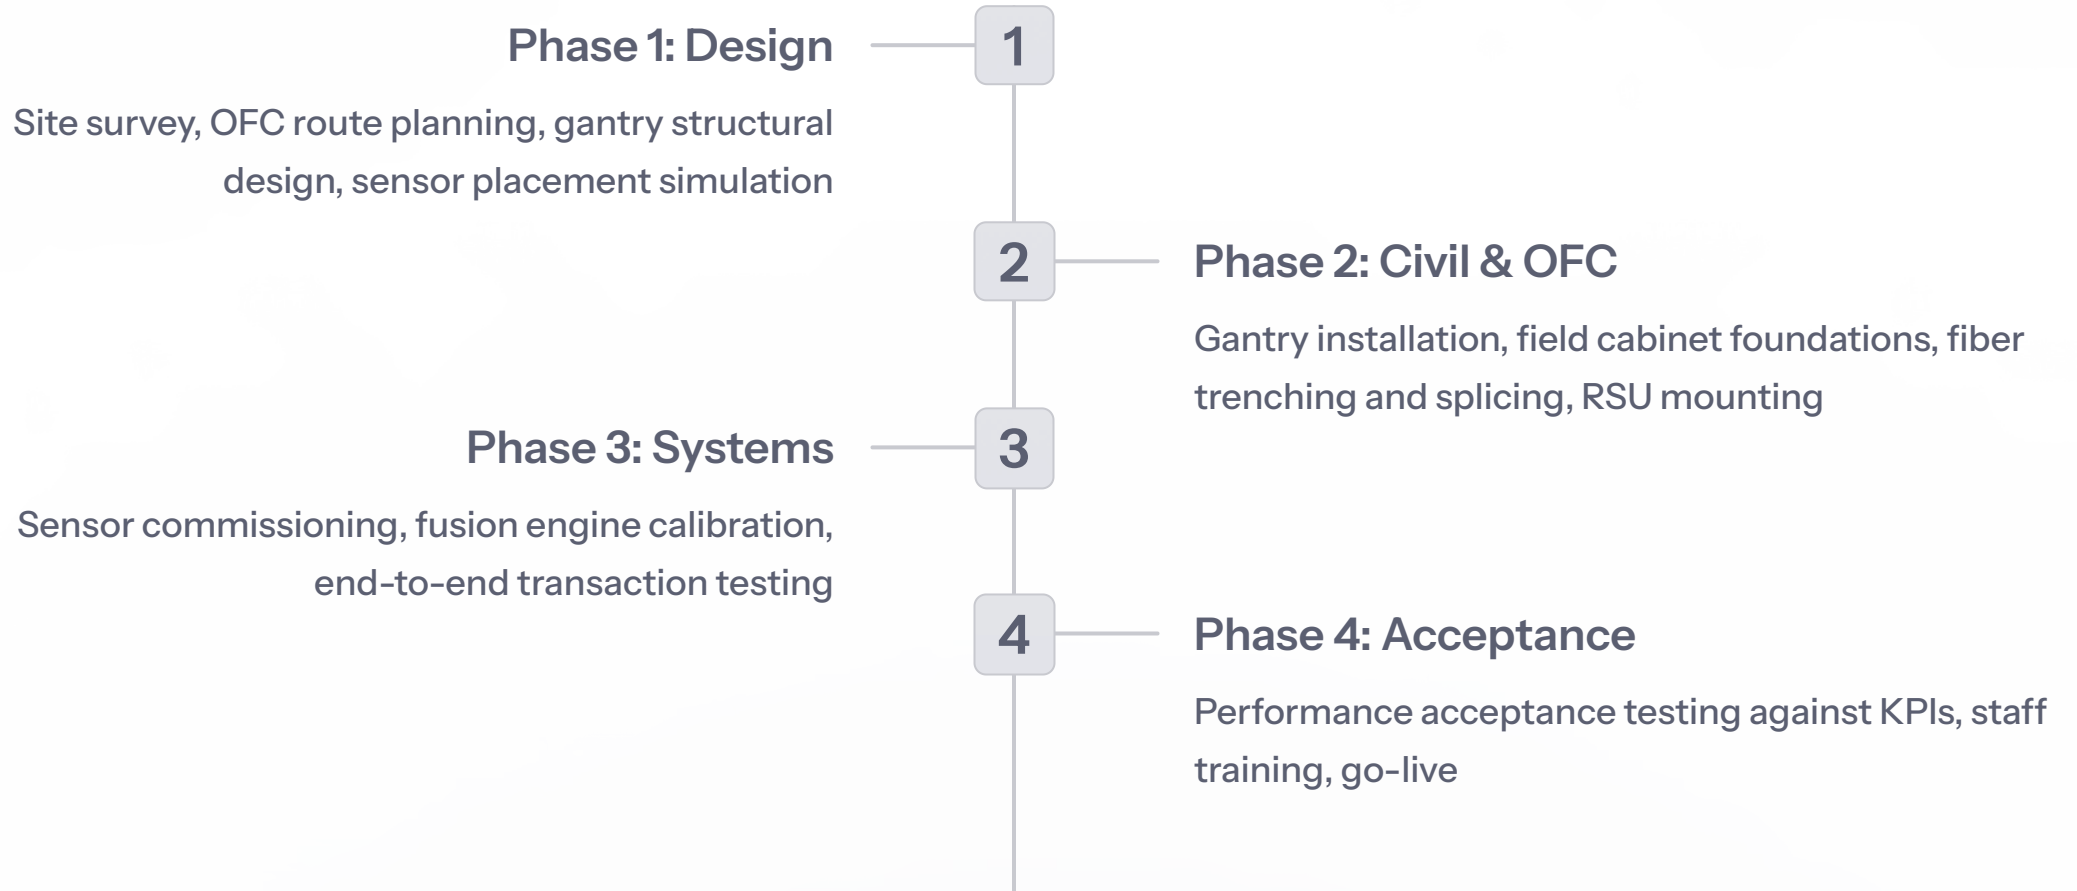 Phase 1: Design
1
Site survey, OFC route planning, gantry structural
design, sensor placement simulation
2
Phase 2: Civil & OFC
Gantry installation, field cabinet foundations, fiber
trenching and splicing, RSU mounting
Phase 3: Systems
3
Sensor commissioning, fusion engine calibration,
end-to-end transaction testing
4
Phase 4: Acceptance
Performance acceptance testing against KPIs, staff
training, go-live